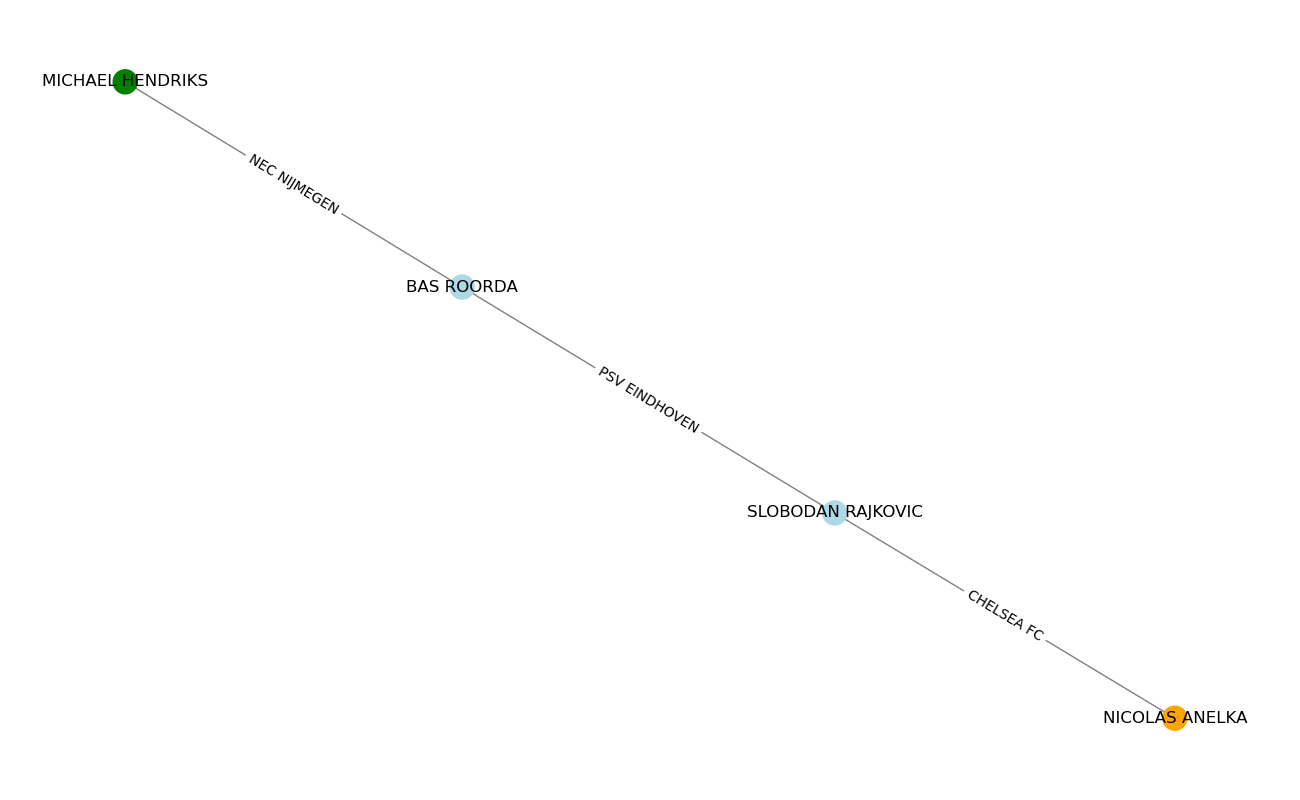 MICHAEL HENDRIKS
NEC NIJMEGEN
BAS ROORDA
PSV EINDHOVEN
SLOBODAN RAJKOVIC
CHELSEA FC
NICOLAS ANELKA